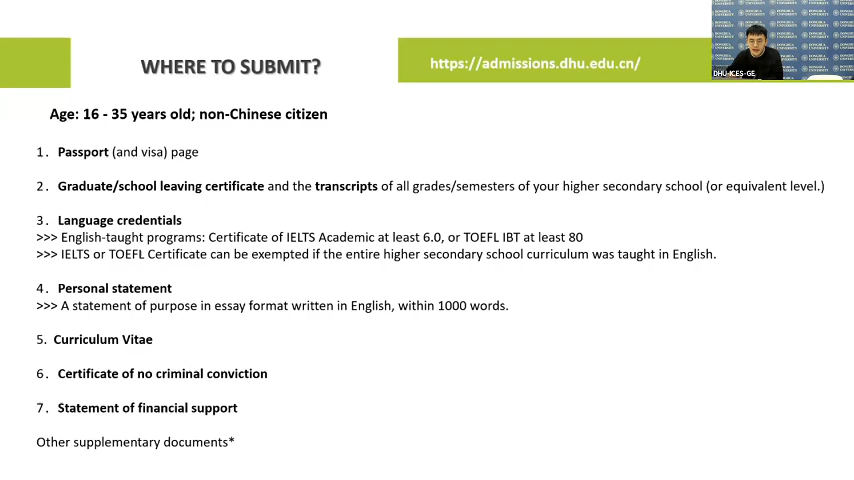 WHERE TO SUBMIT?
https://admissions.dhu.edu.cn/
DHU-ICES-GE
Age: 16 - 35 years old; non-Chinese citizen
1. Passport (and visa) page
2. Graduate/school leaving certificate and the transcripts of all grades/semesters of your higher secondary school (or equivalent level.)
3. Language credentials
>>> English-taught programs: Certificate of IELTS Academic at least 6.0, or TOEFL IBT at least 80
>>> IELTS or TOEFL Certificate can be exempted if the entire higher secondary school curriculum was taught in English.
4. Personal statement
>>> A statement of purpose in essay format written in English, within 1000 words.
5. Curriculum Vitae
6. Certificate of no criminal conviction
7. Statement of financial support
Other supplementary documents*